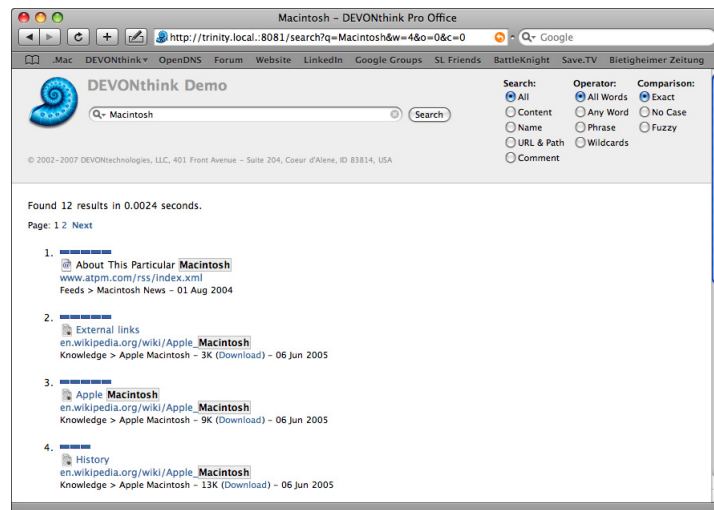 Macintosh – DEVONthink Pro Office
http://trinity.local.:8081/search?q=Macintosh&w=4&o=0&c=0
Google
.Mac DEVONthink OpenDNS Forum Website LinkedIn Google Groups SL Friends BattleKnight Save.TV Bietigheimer Zeitung
DEVONthink Demo
Macintosh
Search
Search: Operator: Comparison:
All All Words Exact
Content Any Word No Case
Name Phrase Fuzzy
URL & Path Wildcards
Comment
© 2002-2007 DEVONtechnologies, LLC, 401 Front Avenue – Suite 204, Coeur d'Alene, ID 83814, USA
Found 12 results in 0.0024 seconds.
Page: 1 2 Next
1.
About This Particular Macintosh
www.atpm.com/rss/index.xml
Feeds > Macintosh News – 01 Aug 2004
2.
External links
en.wikipedia.org/wiki/Apple_Macintosh
Knowledge > Apple Macintosh – 3K (Download) – 06 Jun 2005
3.
Apple Macintosh
en.wikipedia.org/wiki/Apple_Macintosh
Knowledge > Apple Macintosh – 9K (Download) – 06 Jun 2005
4.
History
en.wikipedia.org/wiki/Apple_Macintosh
Knowledge > Apple Macintosh – 13K (Download) – 06 Jun 2005